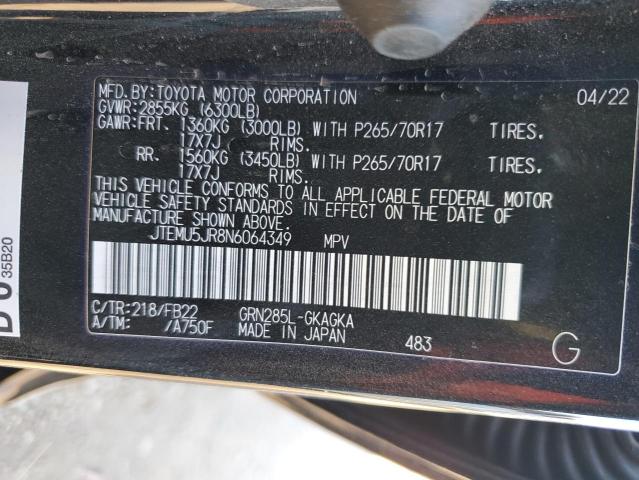 MFD. BY: TOYOTA MOTOR CORPORATION 04/22
GVWR: 2855KG (6300LB)
GAWR: FRT. 1360KG (3000LB) WITH P265/70R17 TIRES.
17X7J RIMS.
RR. 1560KG (3450LB) WITH P265/70R17 TIRES.
17X7J RIMS.
THIS VEHICLE CONFORMS TO ALL APPLICABLE FEDERAL MOTOR
VEHICLE SAFETY STANDARDS IN EFFECT ON THE DATE OF
MANUFACTURE SHOWN ABOVE.
JTEMU5JR8N6064349 MPV
C/TR: 218/FB22 GRN285L-GKAGKA
A/TM: /A750F MADE IN JAPAN 483 G
35B20